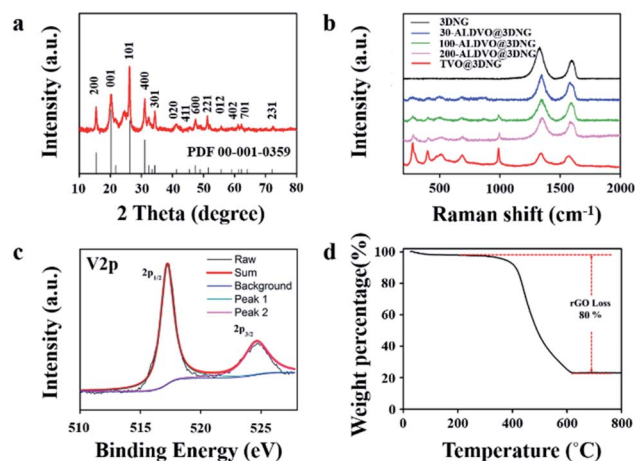 a
Intensity (a.u.)
200
001
101
400
301
020
411
600
221
012
402
701
231
PDF 00-001-0359
10 20 30 40 50 60 70 80
2 Theta (degree)
b
Intensity (a.u.)
3DNG
30-ALDVO@3DNG
100-ALDVO@3DNG
200-ALDVO@3DNG
TVO@3DNG
500 1000 1500 2000
Raman shift (cm-1)
c
Intensity (a.u.)
V2p
2p1/2
2p3/2
Raw
Sum
Background
Peak 1
Peak 2
510 515 520 525
Binding Energy (eV)
d
Weight percentage(%)
100
80
60
40
20
0
rGO Loss
80 %
0 200 400 600 800
Temperature (°C)